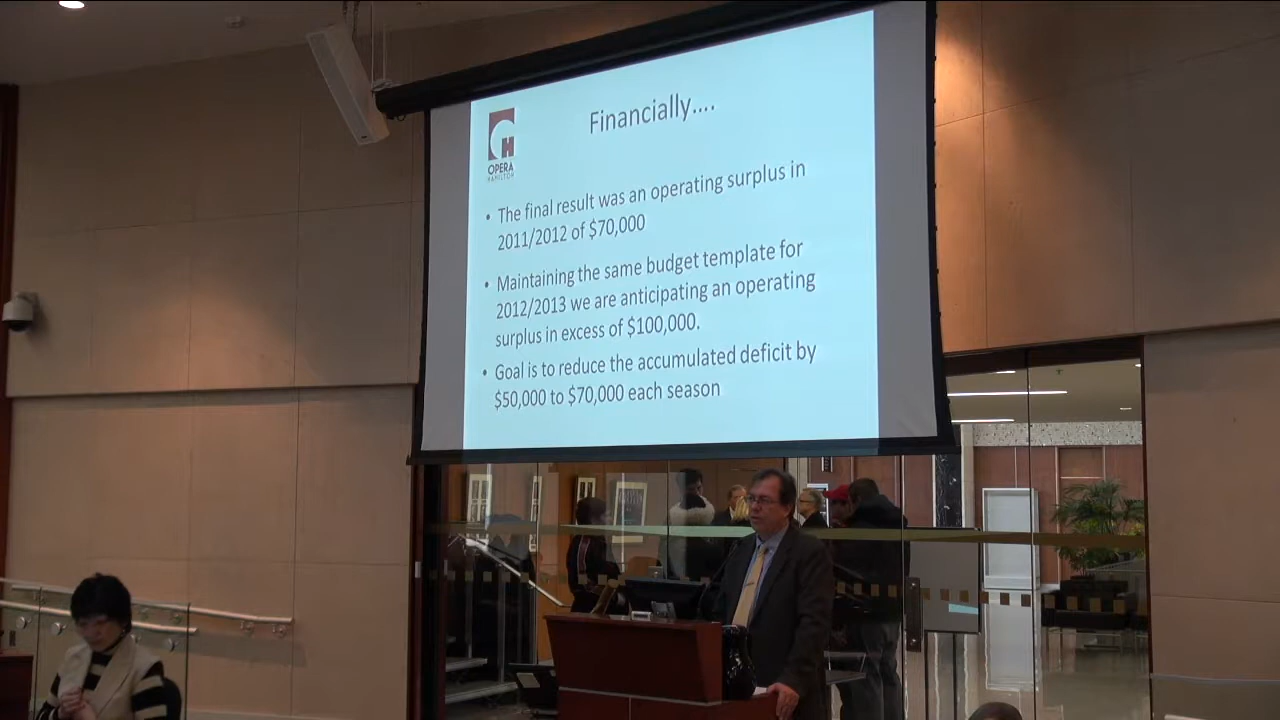 Financially....
OPERA
HAMILTON
• The final result was an operating surplus in
2011/2012 of $70,000
• Maintaining the same budget template for
2012/2013 we are anticipating an operating
surplus in excess of $100,000.
• Goal is to reduce the accumulated deficit by
$50,000 to $70,000 each season